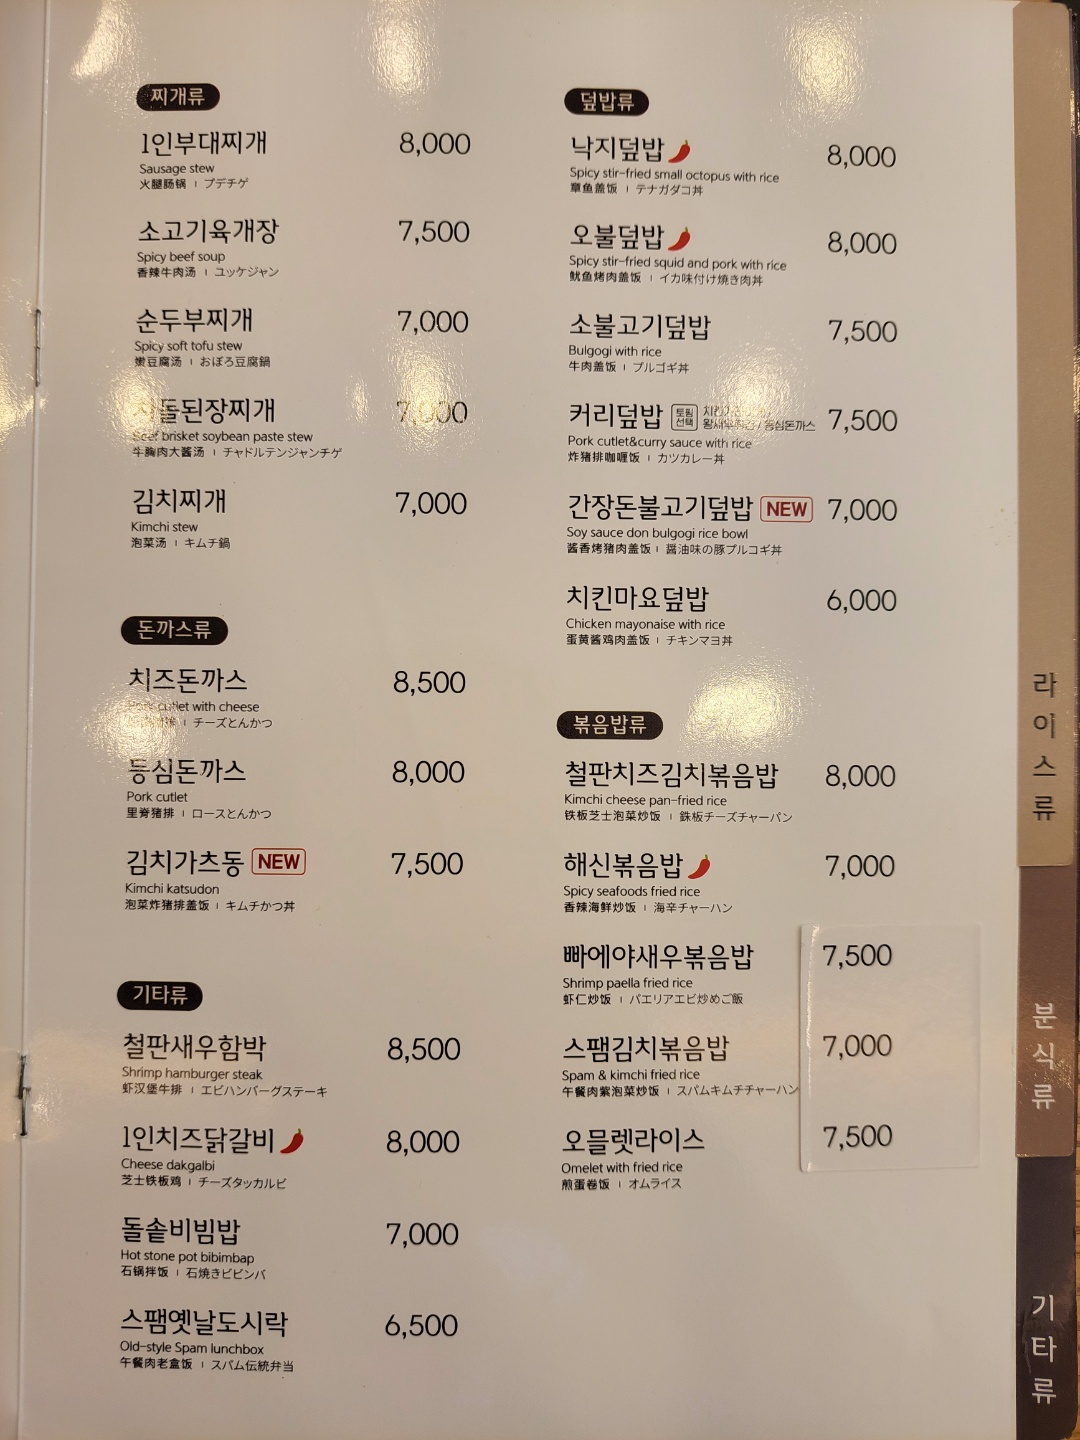 찌개류
1인부대찌개 8,000
Sausage stew
火腿肠锅 | プデチゲ
소고기육개장 7,500
Spicy beef soup
香辣牛肉汤 | ユッケジャン
순두부찌개 7,000
Spicy soft tofu stew
嫩豆腐汤 | おぼろ豆腐鍋
차돌된장찌개 7,000
Beef brisket soybean paste stew
牛胸肉大酱汤 | チャドルテンジャンチゲ
김치찌개 7,000
Kimchi stew
泡菜汤 | キムチ鍋
돈까스류
치즈돈까스 8,500
Pork cutlet with cheese
| チーズとんかつ
등심돈까스 8,000
Pork cutlet
里脊猪排 | ロースとんかつ
김치가츠동 NEW 7,500
Kimchi katsudon
泡菜炸猪排盖饭 | キムチかつ丼
기타류
철판새우함박 8,500
Shrimp hamburger steak
虾汉堡牛排 | エビハンバーグステーキ
1인치즈닭갈비 8,000
Cheese dakgalbi
芝士铁板鸡 | チーズタッカルビ
돌솥비빔밥 7,000
Hot stone pot bibimbap
石锅拌饭 | 石焼きビビンバ
스팸옛날도시락 6,500
Old-style Spam lunchbox
午餐肉老盒饭 | スパム伝統弁当
덮밥류
낙지덮밥 8,000
Spicy stir-fried small octopus with rice
章鱼盖饭 | テナガダコ丼
오불덮밥 8,000
Spicy stir-fried squid and pork with rice
鱿鱼烤肉盖饭 | イカ味付け焼き肉丼
소불고기덮밥 7,500
Bulgogi with rice
牛肉盖饭 | プルゴギ丼
커리덮밥 토핑 선택 등심돈까스 7,500
Pork cutlet&curry sauce with rice
炸猪排咖喱饭 | カツカレー丼
간장돈불고기덮밥 NEW 7,000
Soy sauce don bulgogi rice bowl
酱香烤猪肉盖饭 | 醤油味の豚プルコギ丼
치킨마요덮밥 6,000
Chicken mayonaise with rice
蛋黄酱鸡肉盖饭 | チキンマヨ丼
볶음밥류
철판치즈김치볶음밥 8,000
Kimchi cheese pan-fried rice
铁板芝士泡菜炒饭 | 鉄板チーズチャーパン
해신볶음밥 7,000
Spicy seafoods fried rice
香辣海鲜炒饭 | 海辛チャーハン
빠에야새우볶음밥 7,500
Shrimp paella fried rice
虾仁炒饭 | パエリアエビ炒めご飯
스팸김치볶음밥 7,000
Spam & kimchi fried rice
午餐肉紫泡菜炒饭 | スパムキムチチャーハン
오믈렛라이스 7,500
Omelet with fried rice
煎蛋卷饭 | オムライス
라이스류
분식류
기타류